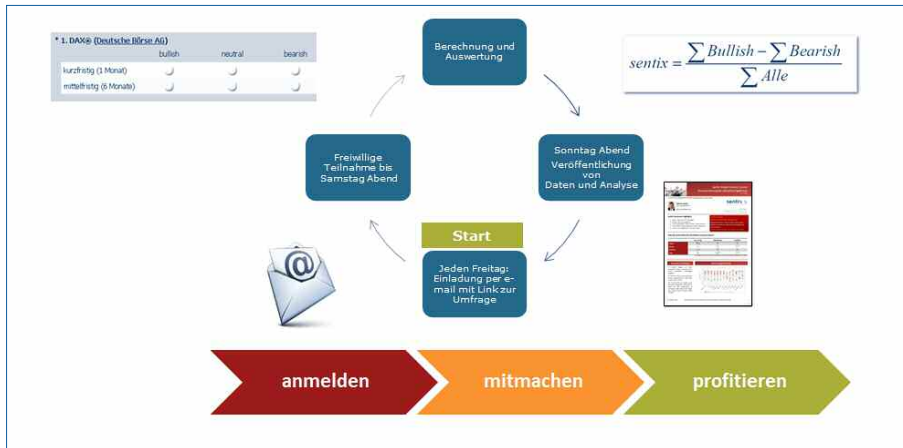 * 1. DAX® (Deutsche Börse AG)
bullish neutral bearish
kurzfristig (1 Monat)
mittelfristig (6 Monate)
Berechnung und
Auswertung
sentix = ∑ Bullish − ∑ Bearish
∑ Alle
Freiwillige
Teilnahme bis
Samstag Abend
Sonntag Abend
Veröffentlichung
von
Daten und Analyse
Start
Jeden Freitag:
Einladung per e-
mail mit Link zur
Umfrage
@
sentix
anmelden
mitmachen
profitieren